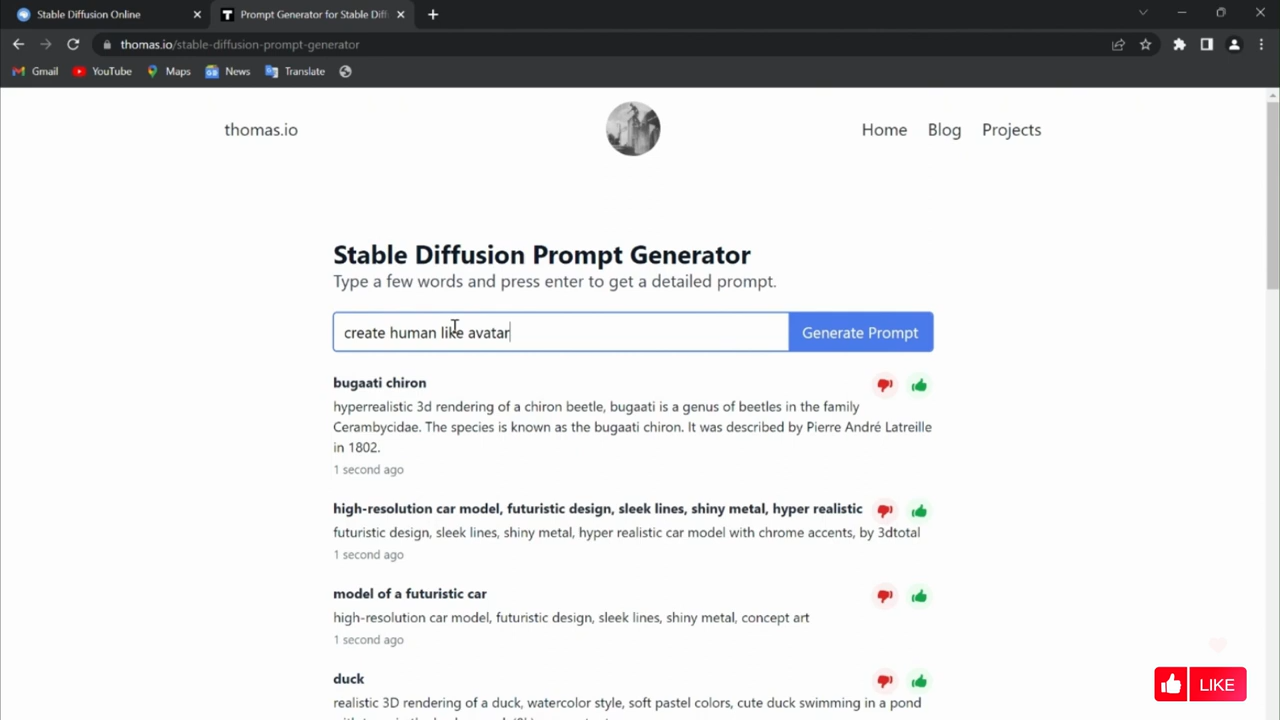 Stable Diffusion Online
Prompt Generator for Stable Diff
thomas.io/stable-diffusion-prompt-generator
Gmail YouTube Maps News Translate
thomas.io
Home Blog Projects
Stable Diffusion Prompt Generator
Type a few words and press enter to get a detailed prompt.
create human like avatar
Generate Prompt
bugaati chiron
hyperrealistic 3d rendering of a chiron beetle, bugaati is a genus of beetles in the family
Cerambycidae. The species is known as the bugaati chiron. It was described by Pierre André Latreille
in 1802.
1 second ago
high-resolution car model, futuristic design, sleek lines, shiny metal, hyper realistic
futuristic design, sleek lines, shiny metal, hyper realistic car model with chrome accents, by 3dtotal
1 second ago
model of a futuristic car
high-resolution car model, futuristic design, sleek lines, shiny metal, concept art
1 second ago
duck
realistic 3D rendering of a duck, watercolor style, soft pastel colors, cute duck swimming in a pond
LIKE